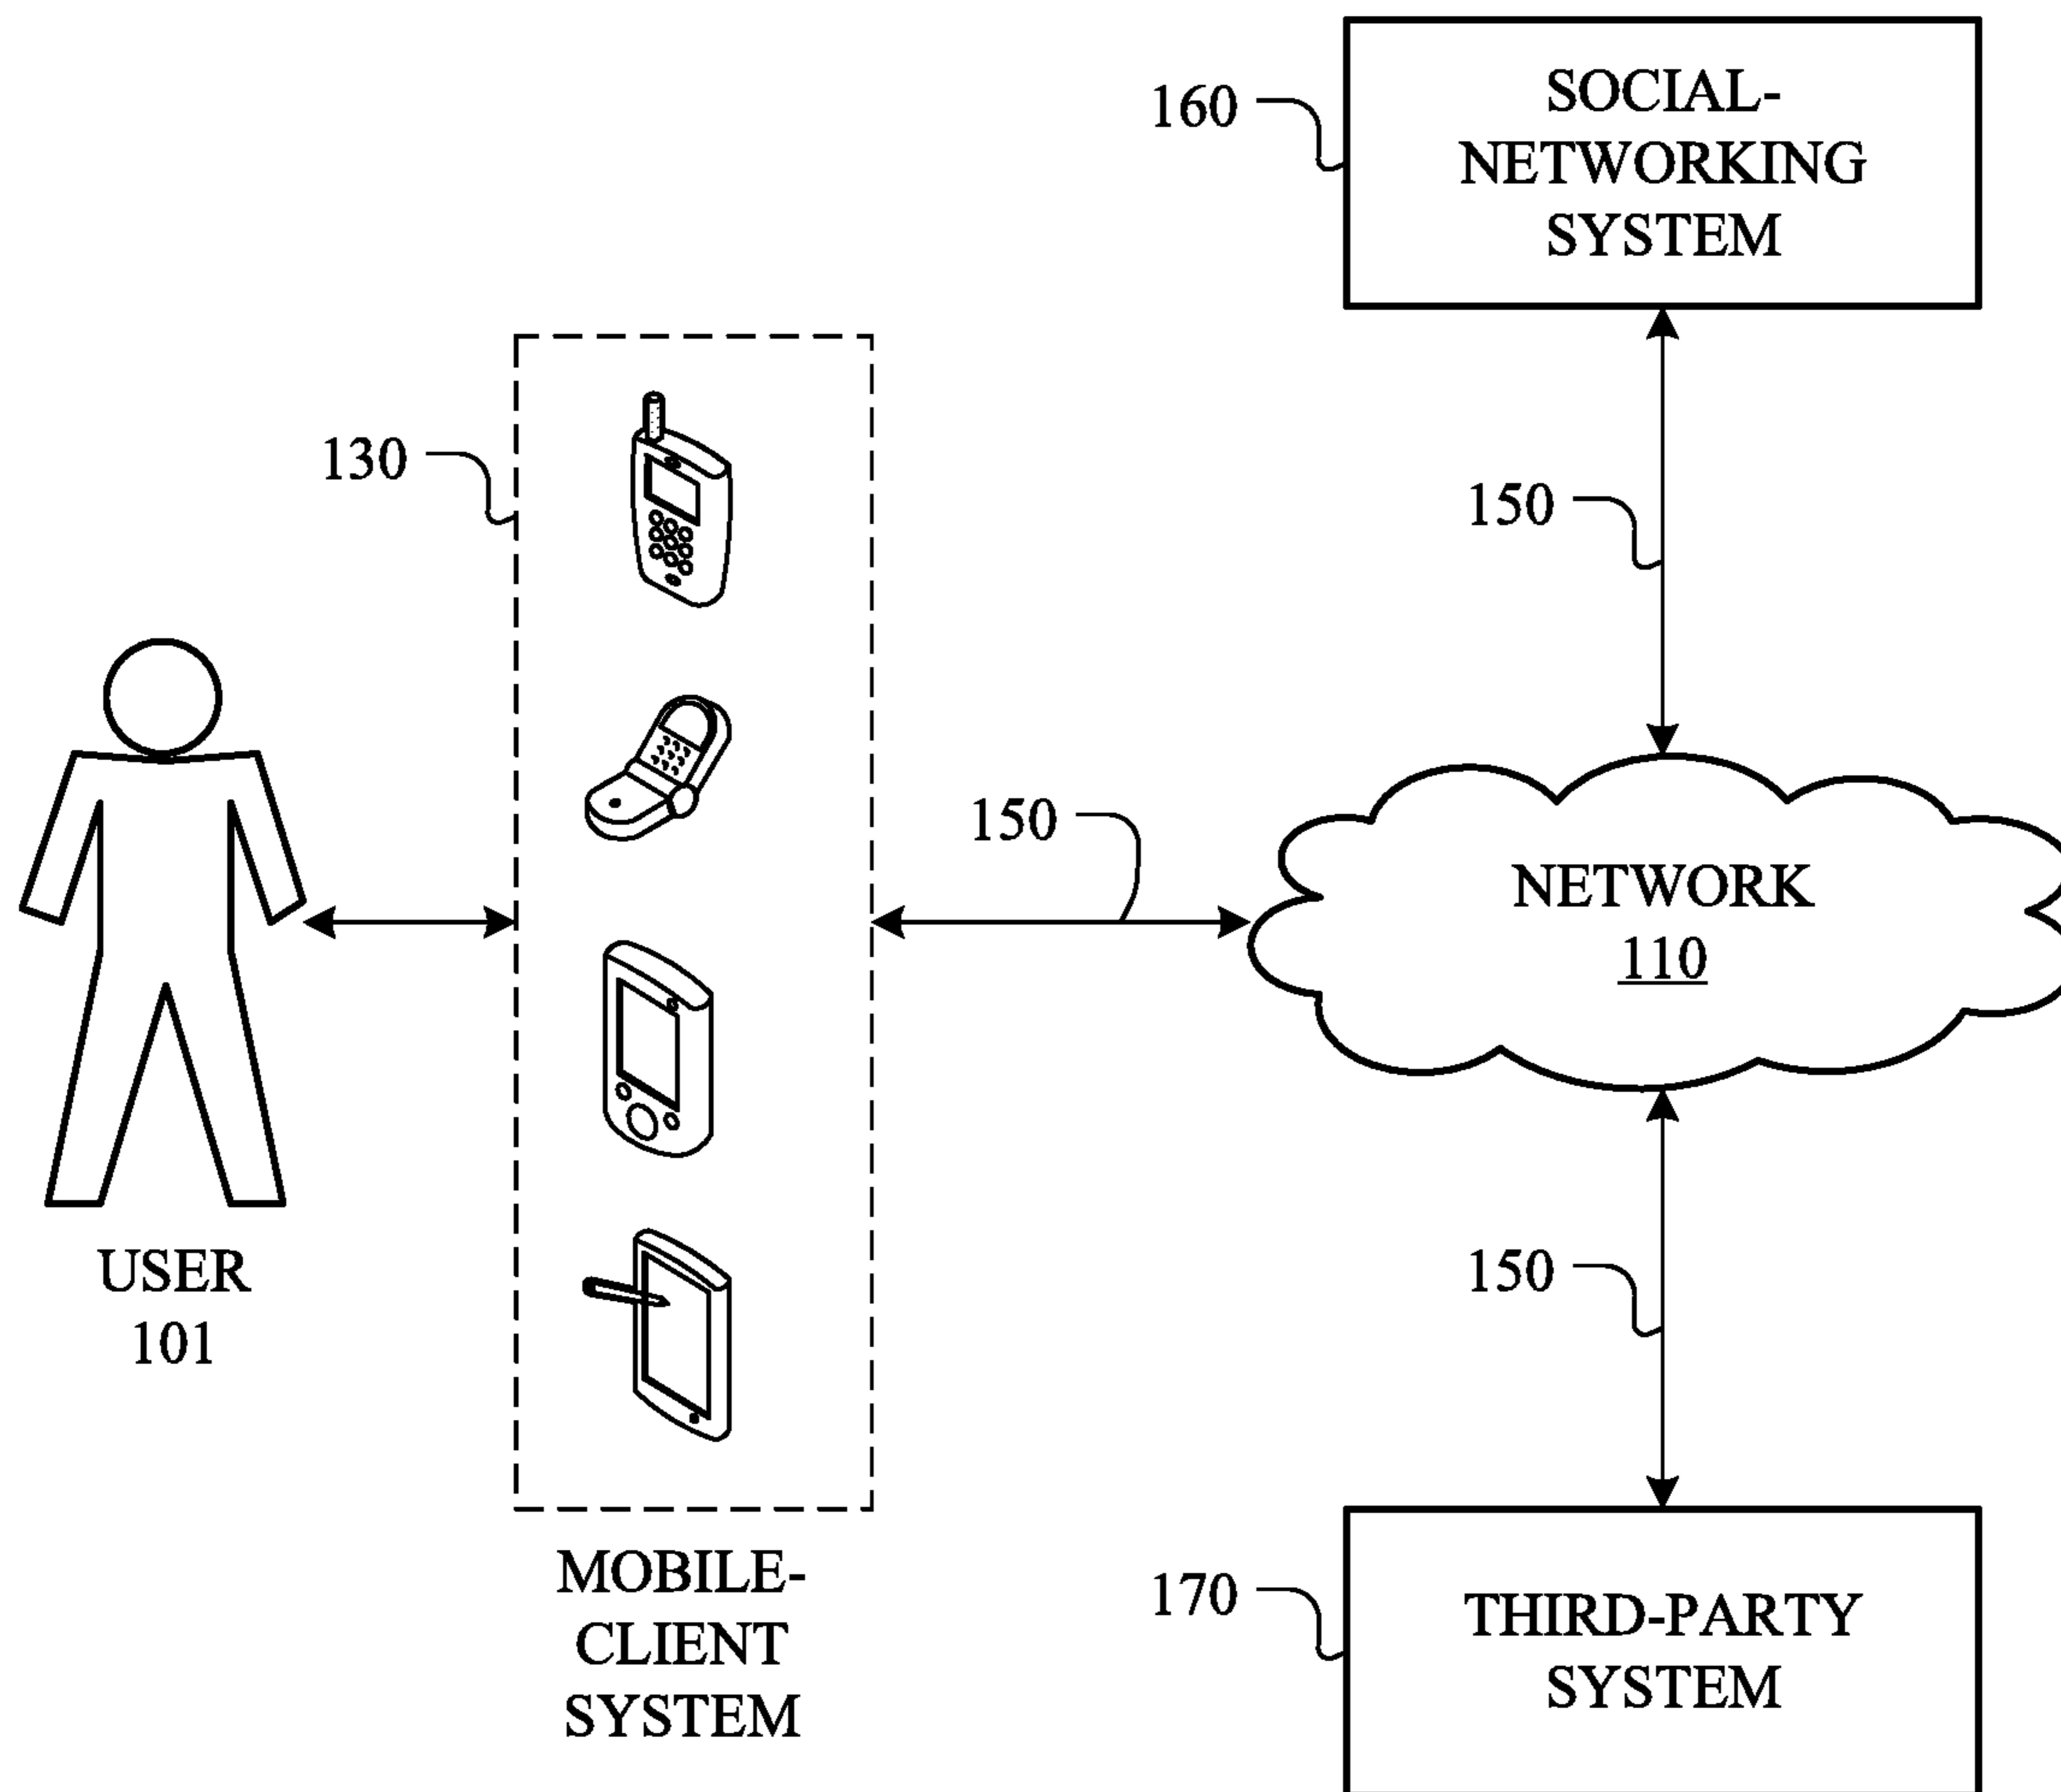 160
SOCIAL-
NETWORKING
SYSTEM
130
150
150
NETWORK
110
USER
101
150
MOBILE-
CLIENT
SYSTEM
170
THIRD-PARTY
SYSTEM